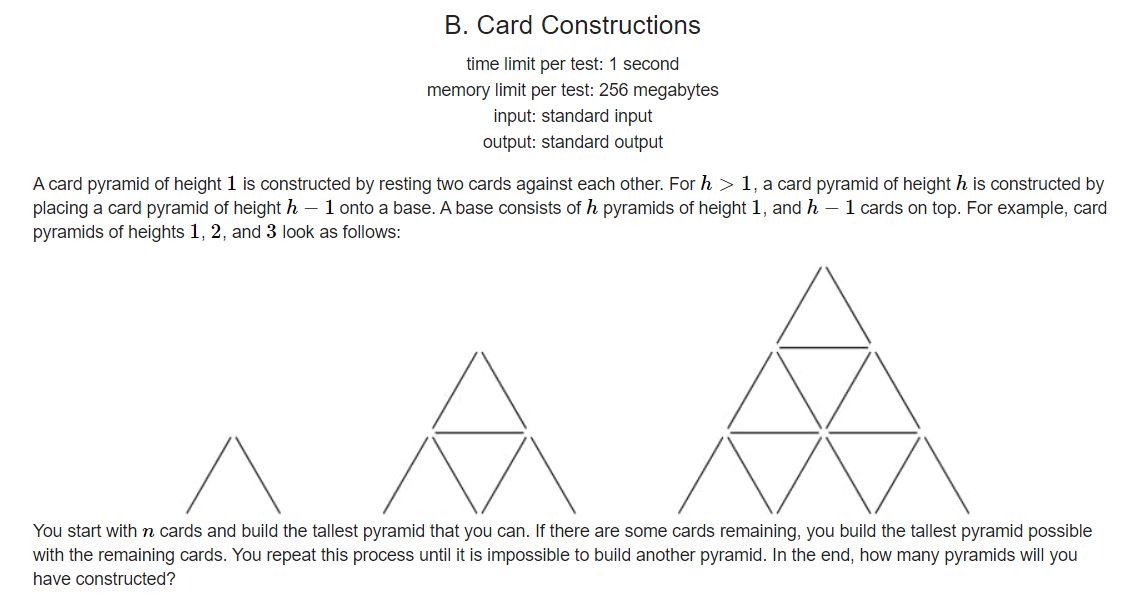 B. Card Constructions
time limit per test: 1 second
memory limit per test: 256 megabytes
input: standard input
output: standard output
A card pyramid of height 1 is constructed by resting two cards against each other. For h > 1, a card pyramid of height h is constructed by
placing a card pyramid of height h − 1 onto a base. A base consists of h pyramids of height 1, and h − 1 cards on top. For example, card
pyramids of heights 1, 2, and 3 look as follows:
You start with n cards and build the tallest pyramid that you can. If there are some cards remaining, you build the tallest pyramid possible
with the remaining cards. You repeat this process until it is impossible to build another pyramid. In the end, how many pyramids will you
have constructed?